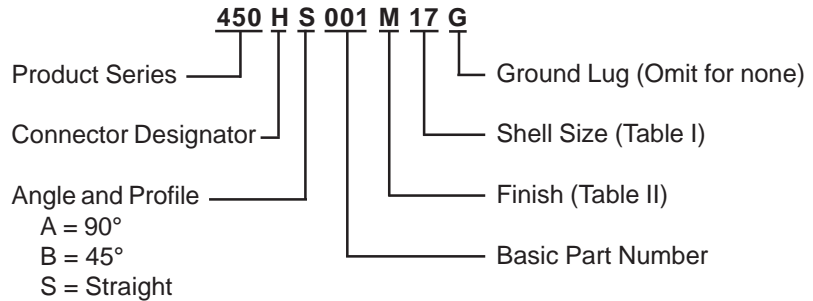 450 H S 001 M 17 G
Product Series
Connector Designator
Angle and Profile
A = 90°
B = 45°
S = Straight
Ground Lug (Omit for none)
Shell Size (Table I)
Finish (Table II)
Basic Part Number